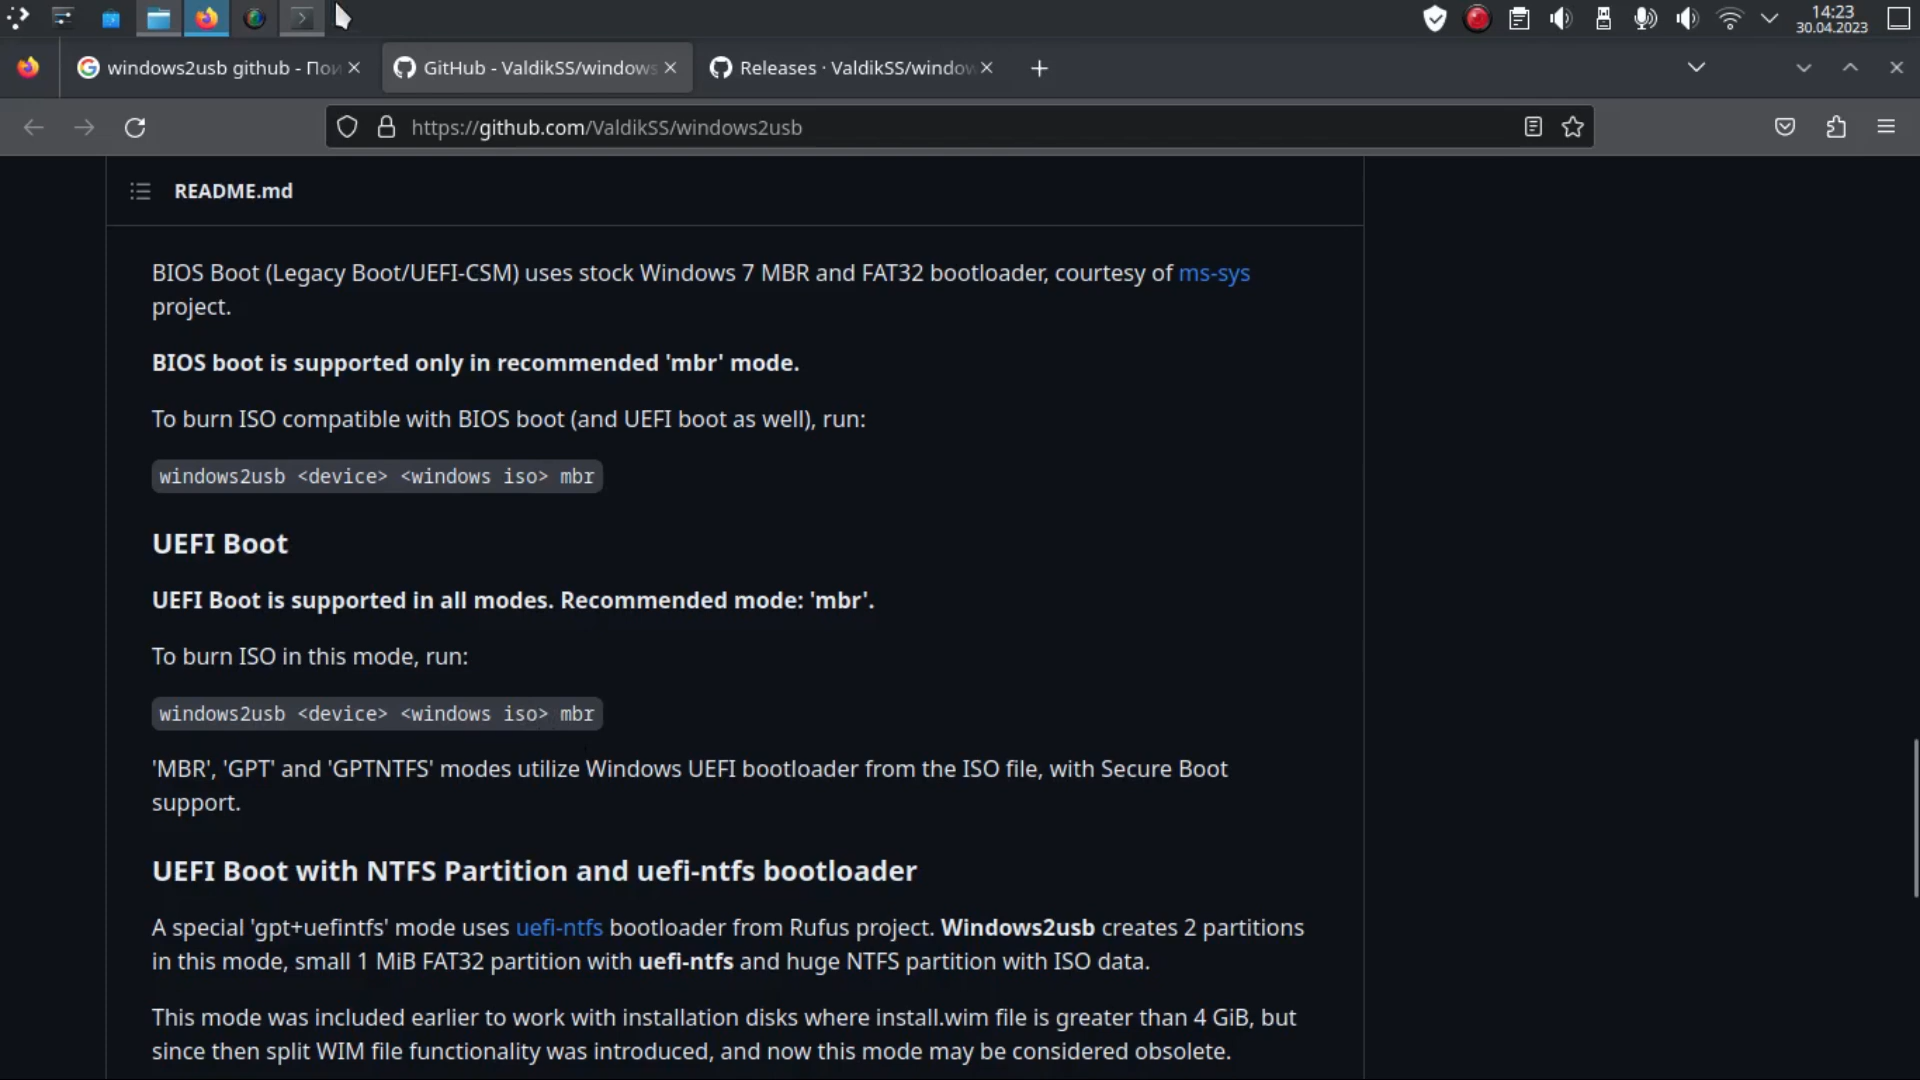 14:23
30.04.2023
windows2usb github - Пои
GitHub - ValdikSS/windows
Releases · ValdikSS/window
https://github.com/ValdikSS/windows2usb
README.md
BIOS Boot (Legacy Boot/UEFI-CSM) uses stock Windows 7 MBR and FAT32 bootloader, courtesy of ms-sys
project.
BIOS boot is supported only in recommended 'mbr' mode.
To burn ISO compatible with BIOS boot (and UEFI boot as well), run:
windows2usb <device> <windows iso> mbr
UEFI Boot
UEFI Boot is supported in all modes. Recommended mode: 'mbr'.
To burn ISO in this mode, run:
windows2usb <device> <windows iso> mbr
'MBR', 'GPT' and 'GPTNTFS' modes utilize Windows UEFI bootloader from the ISO file, with Secure Boot
support.
UEFI Boot with NTFS Partition and uefi-ntfs bootloader
A special 'gpt+uefintfs' mode uses uefi-ntfs bootloader from Rufus project. Windows2usb creates 2 partitions
in this mode, small 1 MiB FAT32 partition with uefi-ntfs and huge NTFS partition with ISO data.
This mode was included earlier to work with installation disks where install.wim file is greater than 4 GiB, but
since then split WIM file functionality was introduced, and now this mode may be considered obsolete.